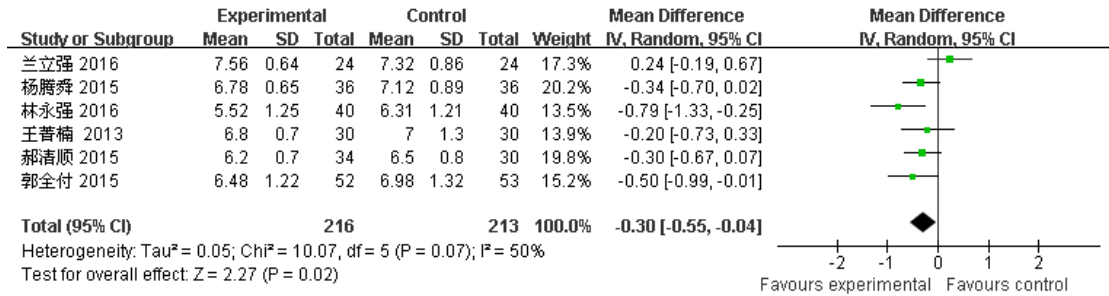 Experimental Control Mean Difference Mean Difference
Study or Subgroup Mean SD Total Mean SD Total Weight IV, Random, 95% CI IV, Random, 95% CI
兰立强 2016 7.56 0.64 24 7.32 0.86 24 17.3% 0.24 [-0.19, 0.67]
杨腾舜 2015 6.78 0.65 36 7.12 0.89 36 20.2% -0.34 [-0.70, 0.02]
林永强 2016 5.52 1.25 40 6.31 1.21 40 13.5% -0.79 [-1.33, -0.25]
王菩楠 2013 6.8 0.7 30 7 1.3 30 13.9% -0.20 [-0.73, 0.33]
郝清顺 2015 6.2 0.7 34 6.5 0.8 30 19.8% -0.30 [-0.67, 0.07]
郭全付 2015 6.48 1.22 52 6.98 1.32 53 15.2% -0.50 [-0.99, -0.01]
Total (95% CI) 216 213 100.0% -0.30 [-0.55, -0.04]
Heterogeneity: Tau² = 0.05; Chi² = 10.07, df = 5 (P = 0.07); I² = 50%
Test for overall effect: Z = 2.27 (P = 0.02)
-2 -1 0 1 2
Favours experimental Favours control